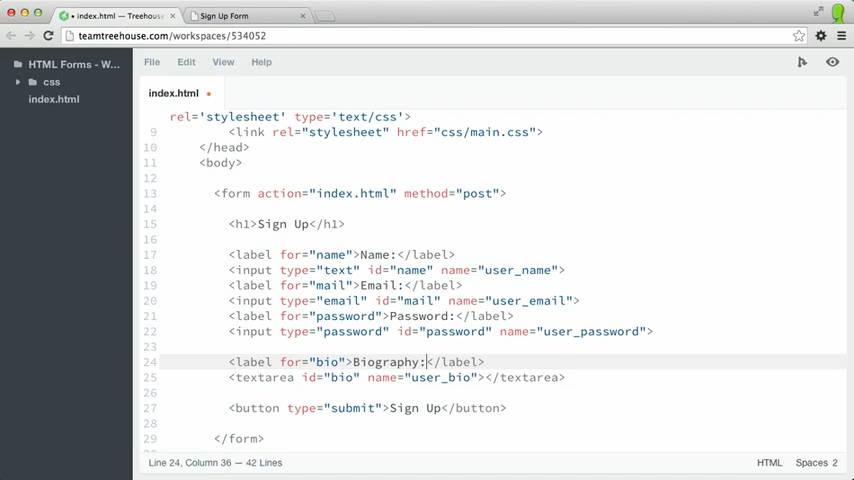 index.html — Treehouse
Sign Up Form
teamtreehouse.com/workspaces/534052
HTML Forms - W...
css
index.html
File Edit View Help
index.html
rel='stylesheet' type='text/css'>
9 <link rel="stylesheet" href="css/main.css">
10 </head>
11 <body>
12
13 <form action="index.html" method="post">
14
15 <h1>Sign Up</h1>
16
17 <label for="name">Name:</label>
18 <input type="text" id="name" name="user_name">
19 <label for="mail">Email:</label>
20 <input type="email" id="mail" name="user_email">
21 <label for="password">Password:</label>
22 <input type="password" id="password" name="user_password">
23
24 <label for="bio">Biography:</label>
25 <textarea id="bio" name="user_bio"></textarea>
26
27 <button type="submit">Sign Up</button>
28
29 </form>
Line 24, Column 36 — 42 Lines
HTML Spaces 2